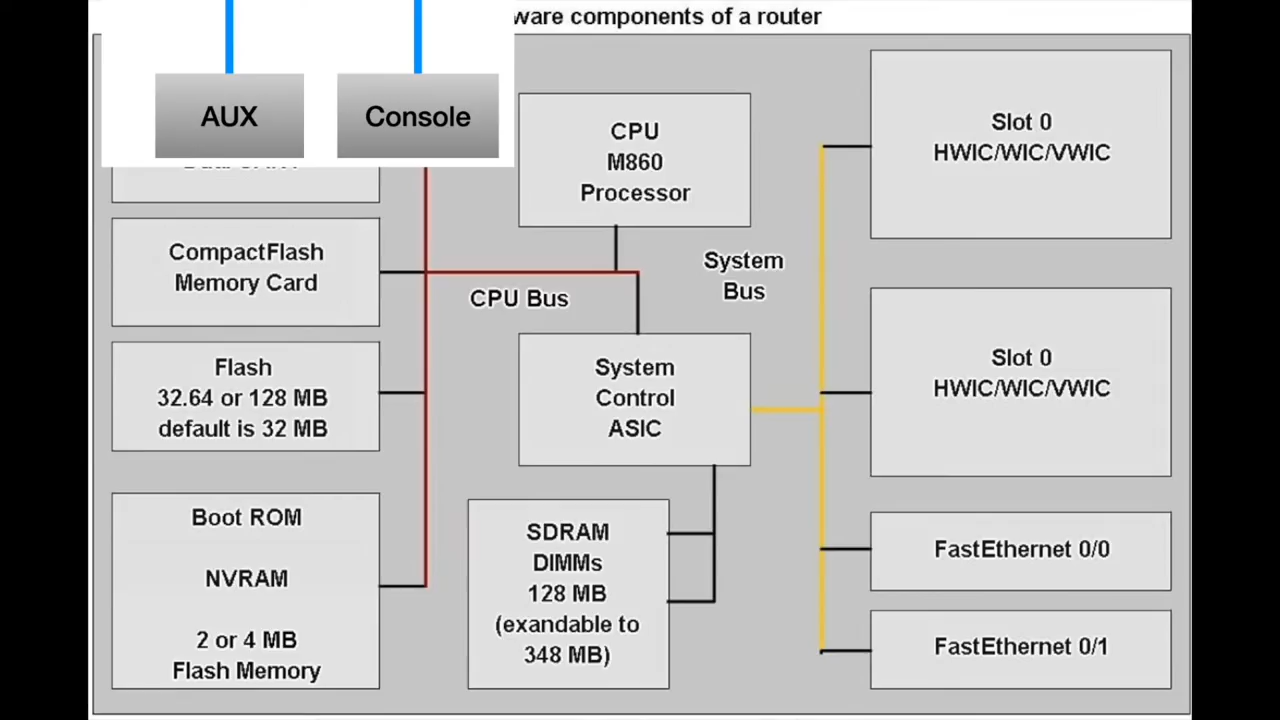 ware components of a router
AUX
Console
CompactFlash
Memory Card
Flash
32.64 or 128 MB
default is 32 MB
Boot ROM
NVRAM
2 or 4 MB
Flash Memory
CPU
M860
Processor
CPU Bus
System
Bus
System
Control
ASIC
SDRAM
DIMMs
128 MB
(exandable to
348 MB)
Slot 0
HWIC/WIC/VWIC
Slot 0
HWIC/WIC/VWIC
FastEthernet 0/0
FastEthernet 0/1